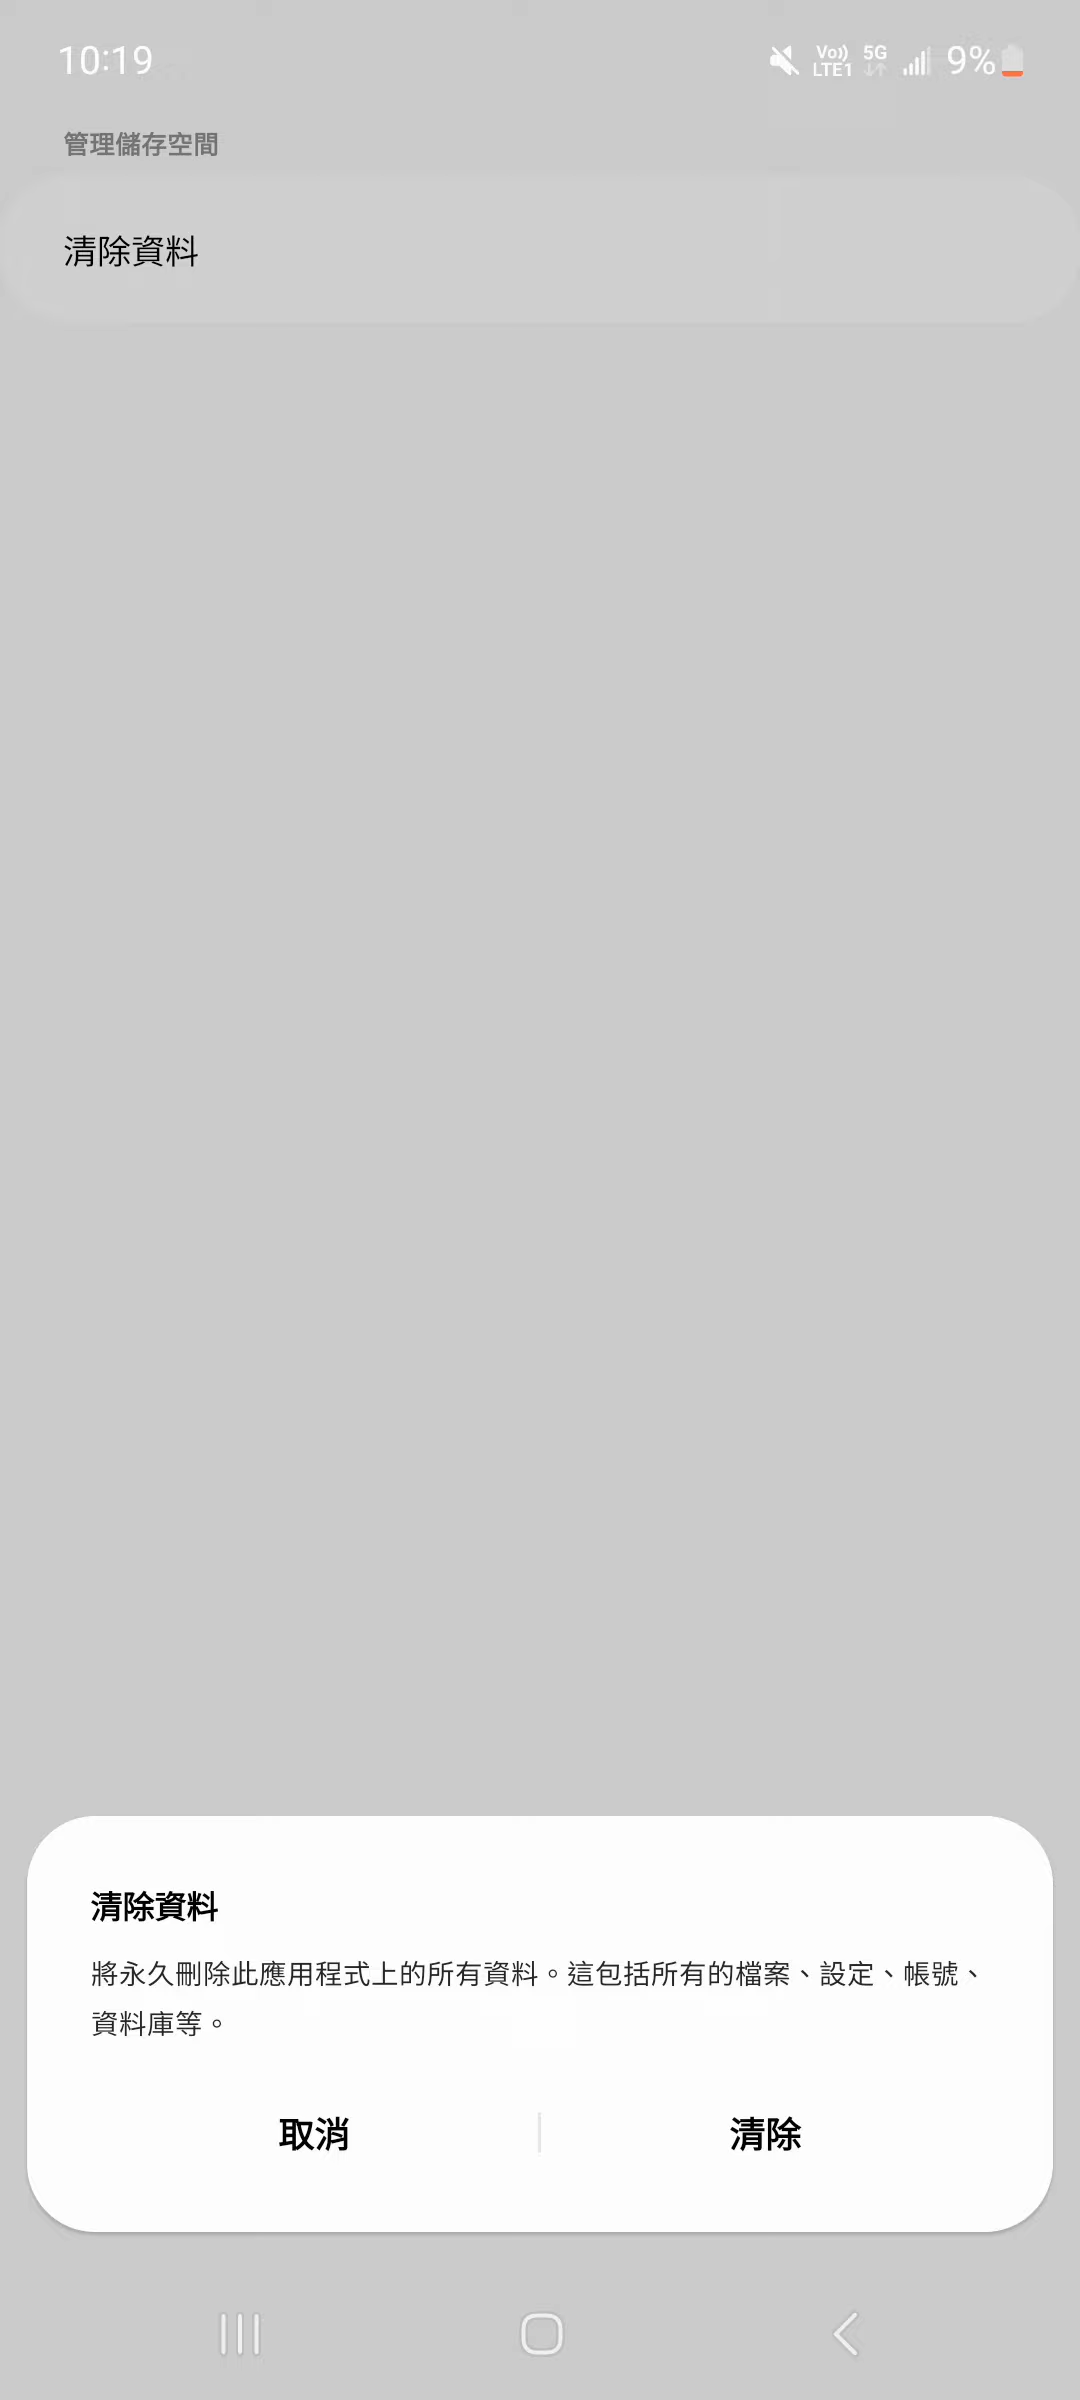 10:19
Vo)) LTE1 5G 9%
管理儲存空間
清除資料
清除資料
將永久刪除此應用程式上的所有資料。這包括所有的檔案、設定、帳號、
資料庫等。
取消 清除